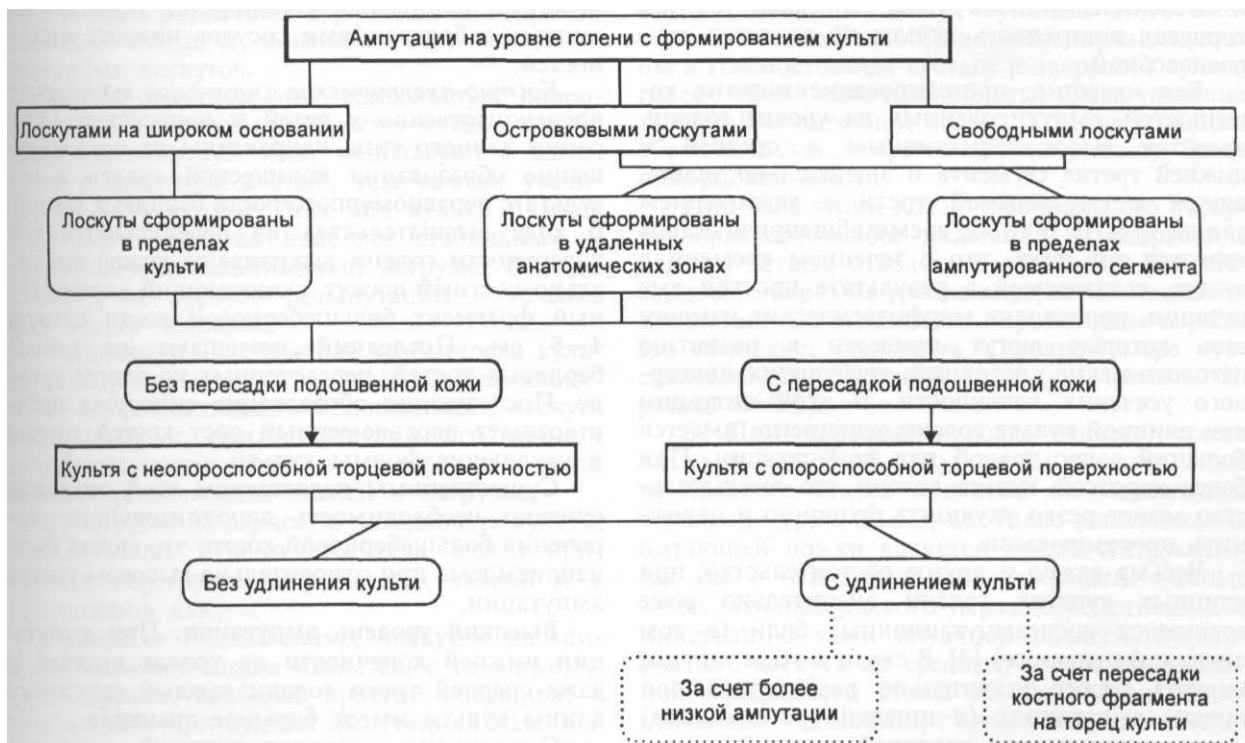 Ампутация на уровне голени с формированием культи
Лоскутами на широком основании
Островковыми лоскутами
Свободными лоскутами
Лоскуты сформированы
в пределах
культи
Лоскуты сформированы
в удаленных
анатомических зонах
Лоскуты сформированы
в пределах
ампутированного сегмента
Без пересадки подошвенной кожи
С пересадкой подошвенной кожи
Культя с неопороспособной торцевой поверхностью
Культя с опороспособной торцевой поверхностью
Без удлинения культи
С удлинением культи
За счет более
низкой ампутации
За счет пересадки
костного фрагмента
на торец культи